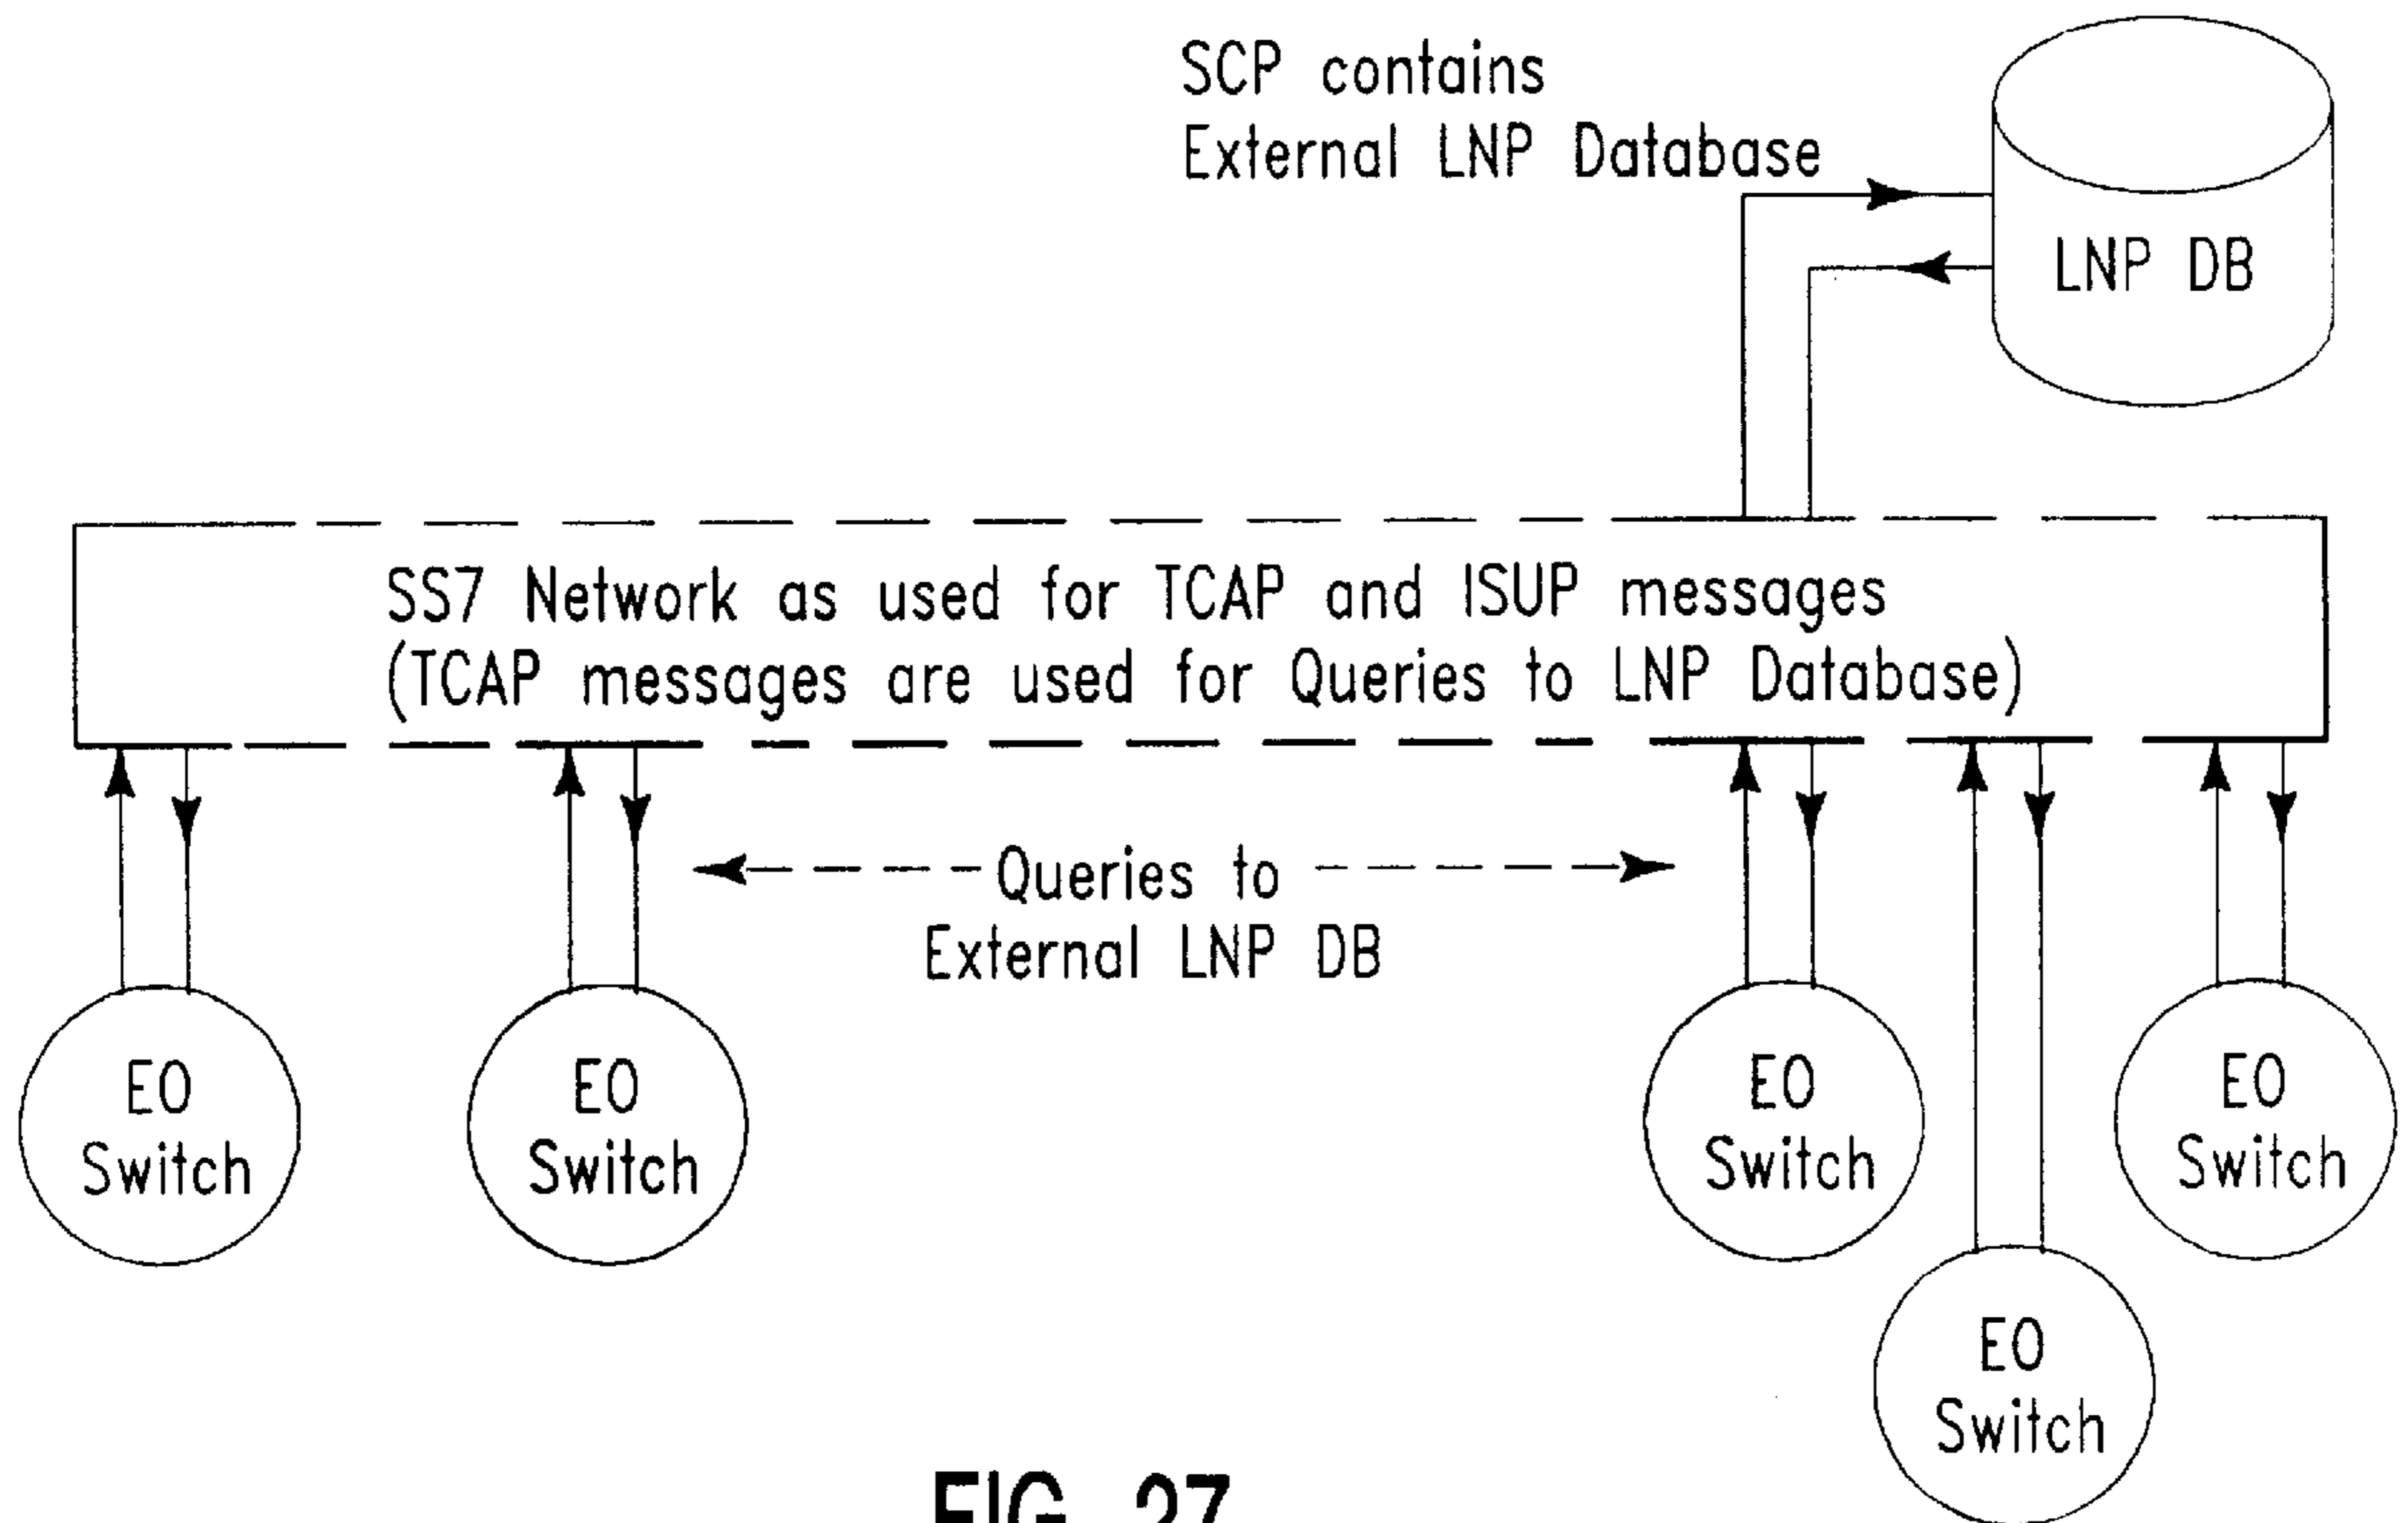 SCP contains
External LNP Database
LNP DB
SS7 Network as used for TCAP and ISUP messages
(TCAP messages are used for Queries to LNP Database)
Queries to
External LNP DB
EO
Switch
EO
Switch
EO
Switch
EO
Switch
EO
Switch
FIG. 27